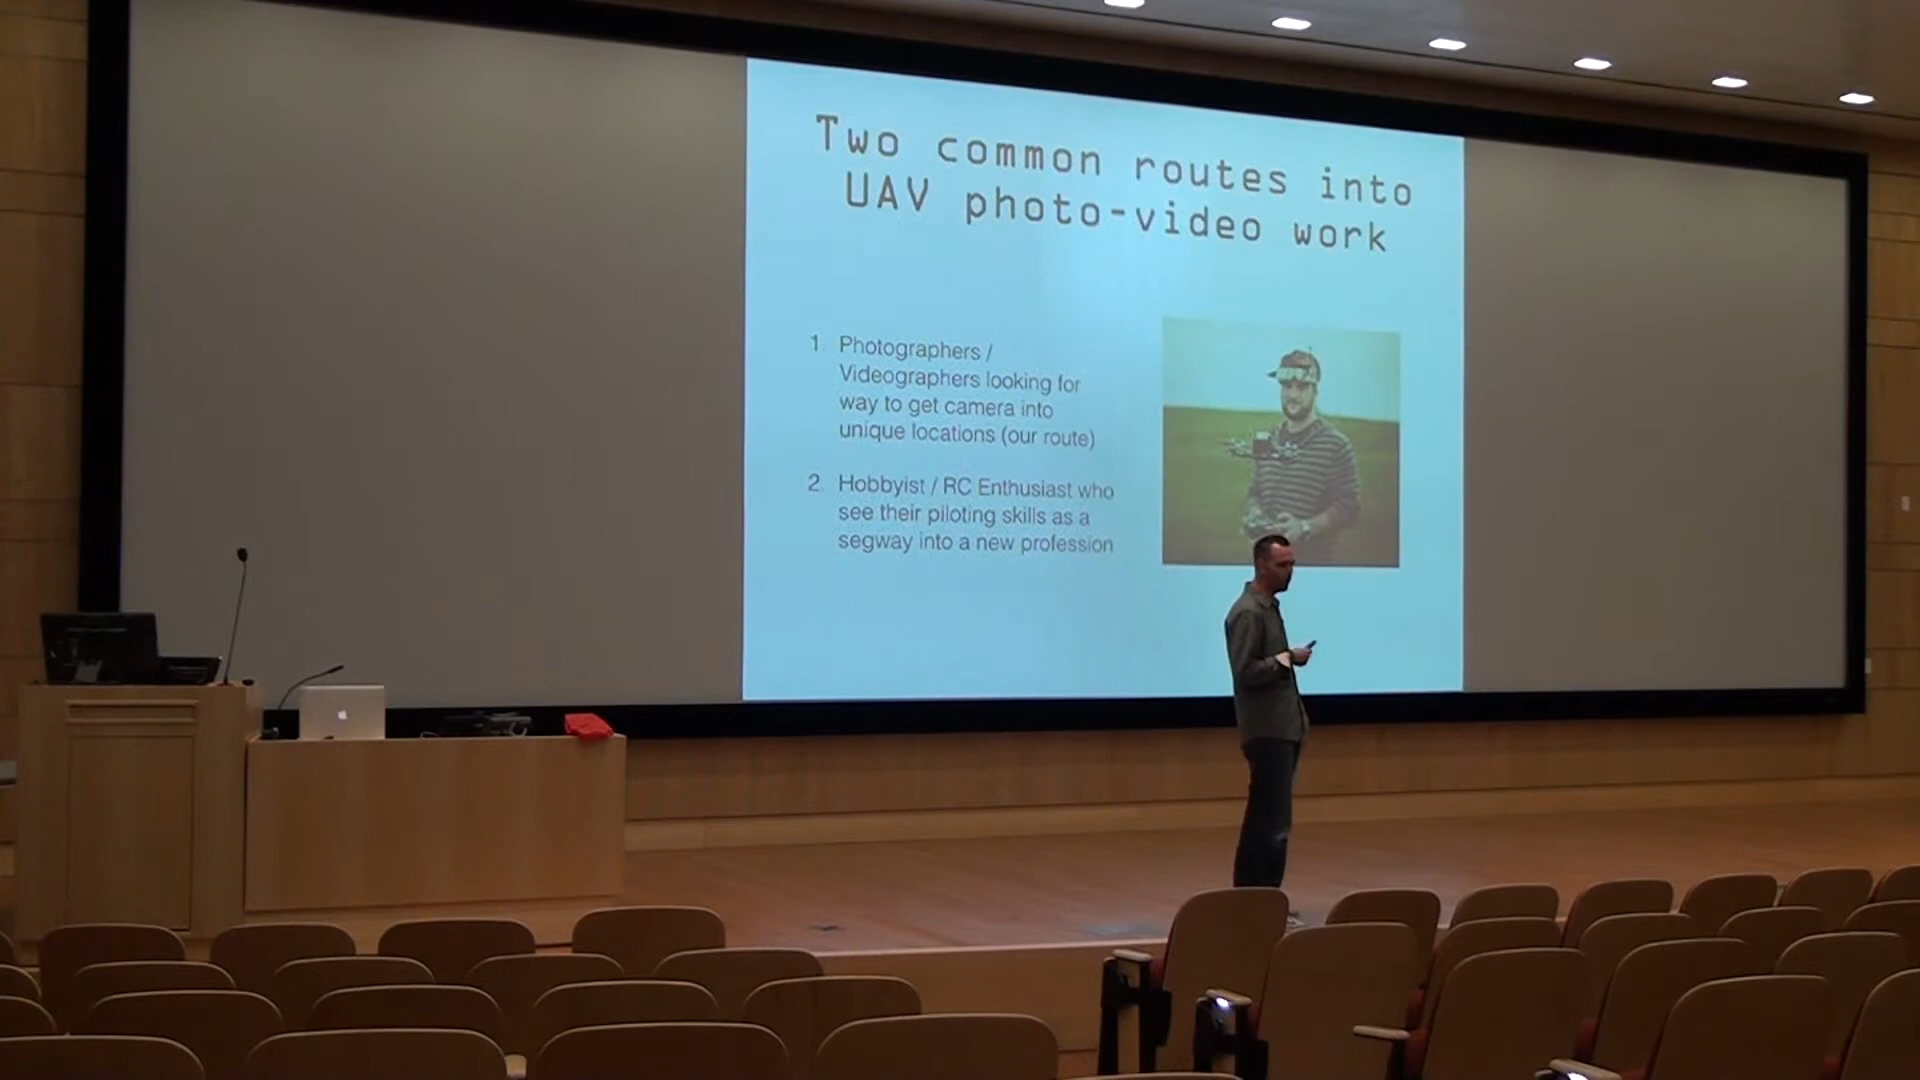 Two common routes into
UAV photo-video work
1. Photographers /
Videographers looking for
way to get camera into
unique locations (our route)
2. Hobbyist / RC Enthusiast who
see their piloting skills as a
segway into a new profession